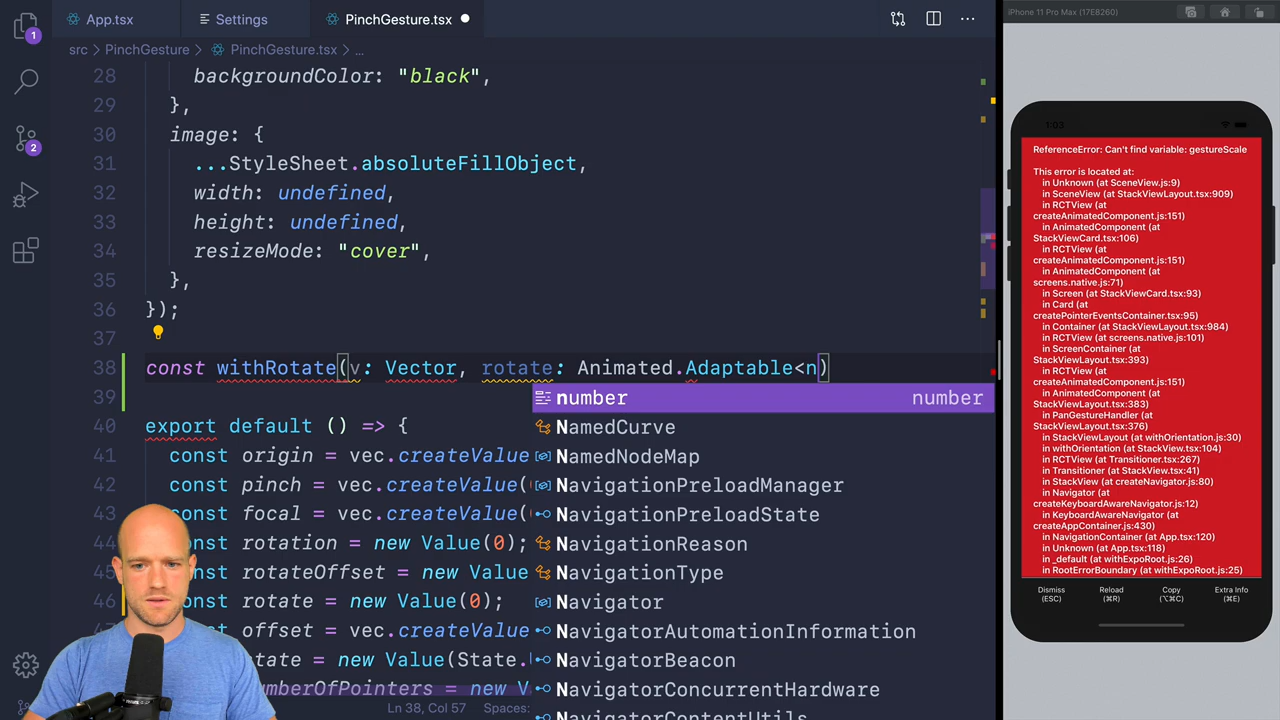 App.tsx
Settings
PinchGesture.tsx
iPhone 11 Pro Max (17E8260)
1
src > PinchGesture > PinchGesture.tsx > ...
28 backgroundColor: "black",
29 },
30 image: {
31 ...StyleSheet.absoluteFillObject,
32 width: undefined,
33 height: undefined,
34 resizeMode: "cover",
35 },
36 });
37
38 const withRotate(v: Vector, rotate: Animated.Adaptable<n)
39
40 export default () => {
41 const origin = vec.createValue
42 const pinch = vec.createValue(
43 const focal = vec.createValue(
44 const rotation = new Value(0);
45 const rotateOffset = new Value
46 const rotate = new Value(0);
offset = vec.createValue
= new Value(State.
= new V
2
number number
NamedCurve
NamedNodeMap
NavigationPreloadManager
NavigationPreloadState
NavigationReason
NavigationType
Navigator
NavigatorAutomationInformation
NavigatorBeacon
NavigatorConcurrentHardware
NavigatorContentUtils
Ln 38, Col 57 Spaces:
1:03
ReferenceError: Can't find variable: gestureScale
This error is located at:
in Unknown (at SceneView.js:9)
in SceneView (at StackViewLayout.tsx:909)
in RCTView (at
createAnimatedComponent.js:151)
in AnimatedComponent (at
StackViewCard.tsx:106)
in RCTView (at
createAnimatedComponent.js:151)
in AnimatedComponent (at
screens.native.js:71)
in Screen (at StackViewCard.tsx:93)
in Card (at
createPointerEventsContainer.tsx:95)
in Container (at StackViewLayout.tsx:984)
in RCTView (at screens.native.js:101)
in ScreenContainer (at
StackViewLayout.tsx:393)
in RCTView (at
createAnimatedComponent.js:151)
in AnimatedComponent (at
StackViewLayout.tsx:383)
in PanGestureHandler (at
StackViewLayout.tsx:376)
in StackViewLayout (at withOrientation.js:30)
in withOrientation (at StackView.tsx:104)
in RCTView (at Transitioner.tsx:267)
in Transitioner (at StackView.tsx:41)
in StackView (at createNavigator.js:80)
in Navigator (at
createKeyboardAwareNavigator.js:12)
in KeyboardAwareNavigator (at
createAppContainer.js:430)
in NavigationContainer (at App.tsx:120)
in Unknown (at App.tsx:118)
in _default (at withExpoRoot.js:26)
in RootErrorBoundary (at withExpoRoot.js:25)
Dismiss
(ESC)
Reload
(⌘R)
Copy
(⌥⌘C)
Extra Info
(⌘E)